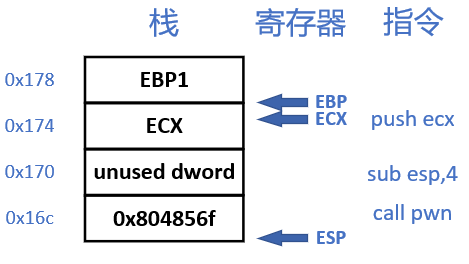 栈 寄存器 指令
0x178 EBP1
EBP
0x174 ECX ECX push ecx
0x170 unused dword sub esp,4
0x16c 0x804856f call pwn
ESP